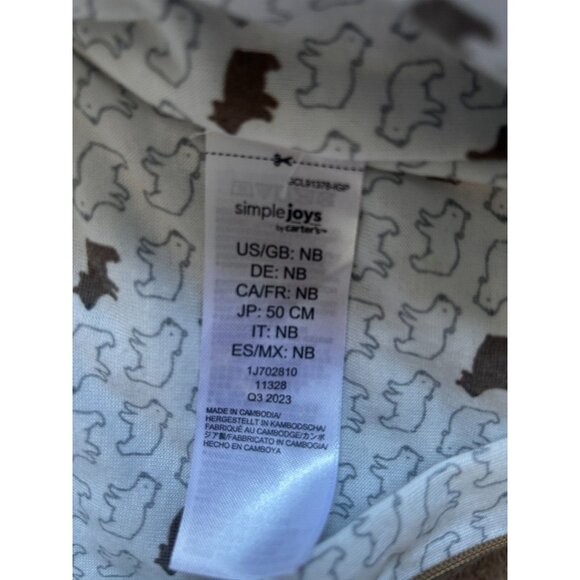 simple joys
by carter's™
US/GB: NB
DE: NB
CA/FR: NB
JP: 50 CM
IT: NB
ES/MX: NB
1J702810
11328
Q3 2023
MADE IN CAMBODIA/
HERGESTELLT IN KAMBODSCHA/
FABRIQUÉ AU CAMBODGE/カンボ
ジア製/FABBRICATO IN CAMBOGIA/
HECHO EN CAMBOYA